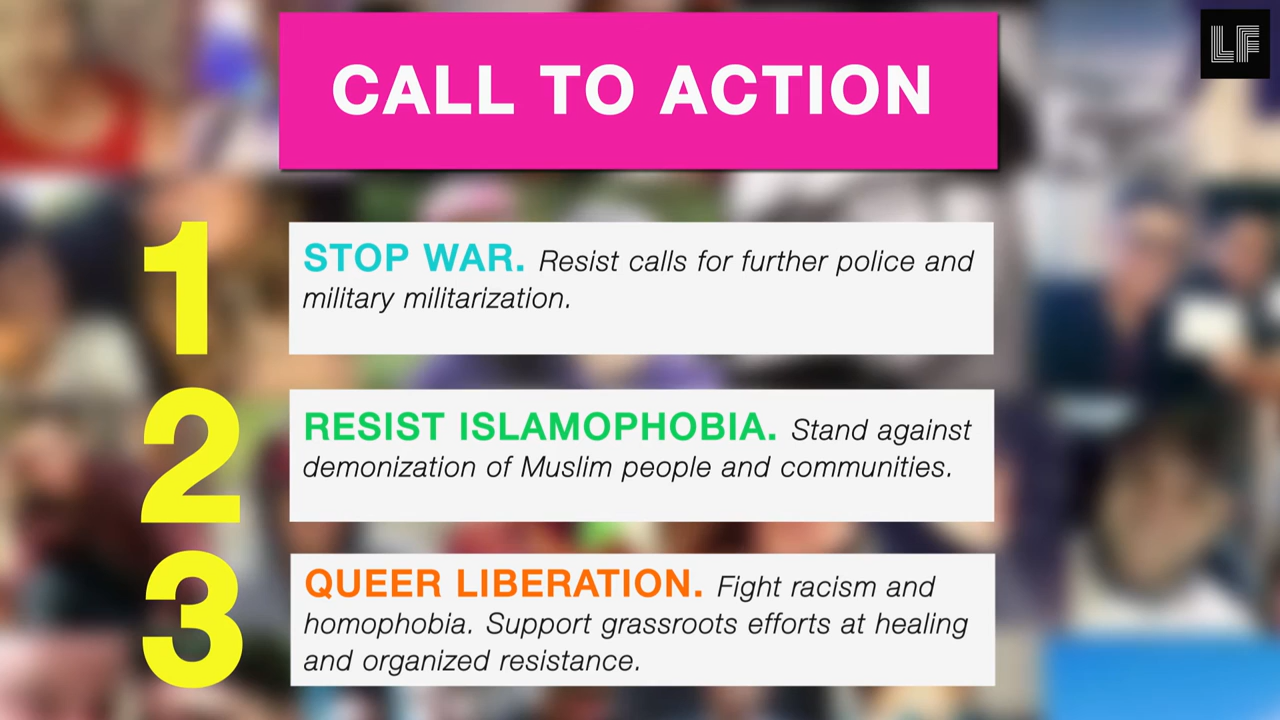 CALL TO ACTION
LF
1
STOP WAR. Resist calls for further police and
military militarization.
2
RESIST ISLAMOPHOBIA. Stand against
demonization of Muslim people and communities.
3
QUEER LIBERATION. Fight racism and
homophobia. Support grassroots efforts at healing
and organized resistance.